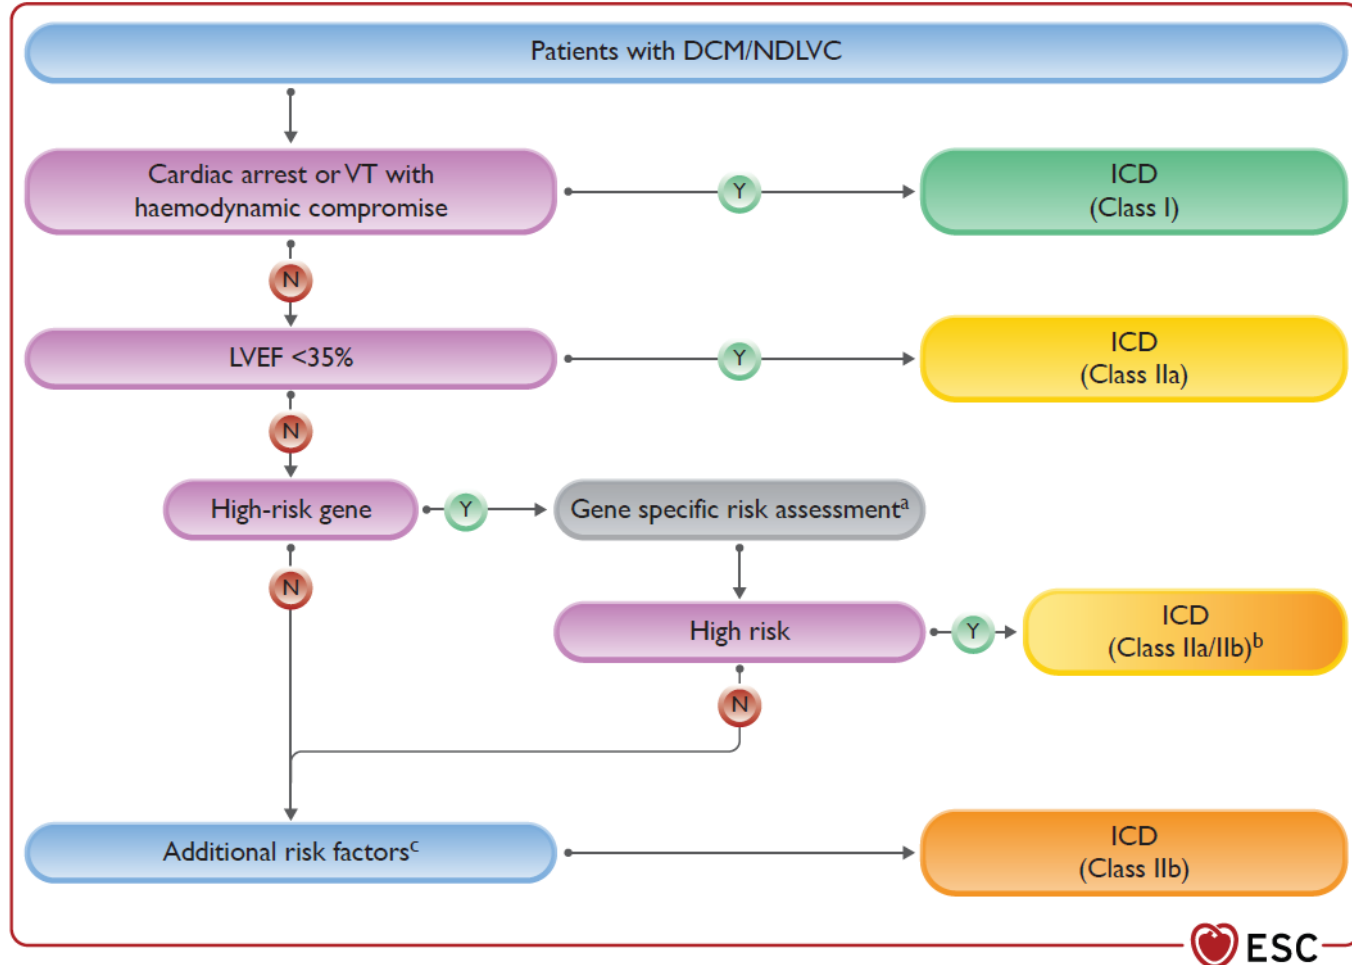 Patients with DCM/NDLVC
Cardiac arrest or VT with
haemodynamic compromise
Y
ICD
(Class I)
N
LVEF <35%
Y
ICD
(Class IIa)
N
High-risk gene
Y
Gene specific risk assessmentᵃ
N
High risk
Y
ICD
(Class IIa/IIb)ᵇ
N
Additional risk factorsᶜ
ICD
(Class IIb)
ESC